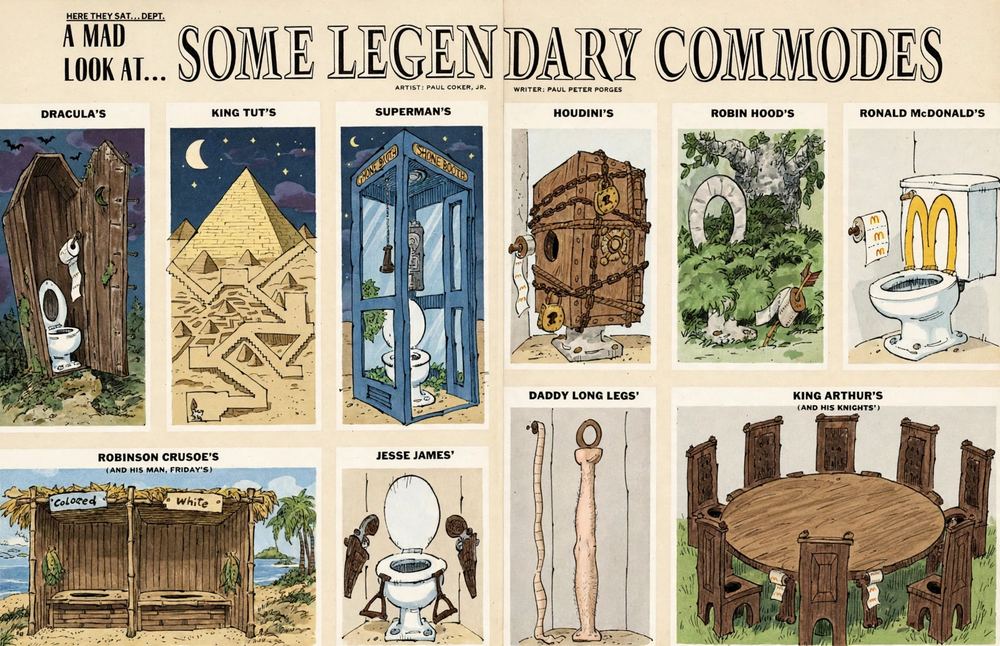 HERE THEY SAT...DEPT.
A MAD
LOOK AT...
SOME LEGENDARY COMMODES
ARTIST: PAUL COKER, JR.
WRITER: PAUL PETER PORGES
DRACULA'S
KING TUT'S
SUPERMAN'S
HOUDINI'S
ROBIN HOOD'S
RONALD McDONALD'S
PHONE
BOOTH
M
M
M
M
DADDY LONG LEGS'
KING ARTHUR'S
(AND HIS KNIGHTS')
ROBINSON CRUSOE'S
(AND HIS MAN, FRIDAY'S)
JESSE JAMES'
Colored
White